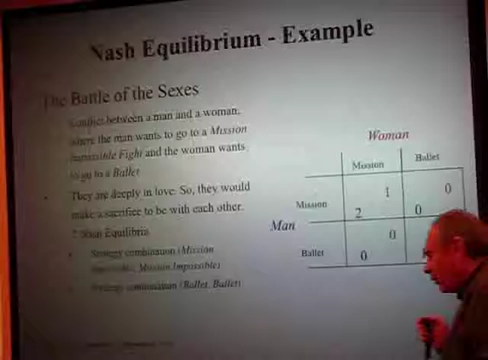 Nash Equilibrium - Example
The Battle of the Sexes
Conflict between a man and a woman,
where the man wants to go to a Mission
Impossible Fight and the woman wants
to go to a Ballet
They are deeply in love. So, they would
make a sacrifice to be with each other.
2 Nash Equilibria
Strategy combination (Mission
Impossible, Mission Impossible)
Strategy combination (Ballet, Ballet)
Woman
Mission Ballet
1 0
Mission 2 0
Man
0
Ballet 0